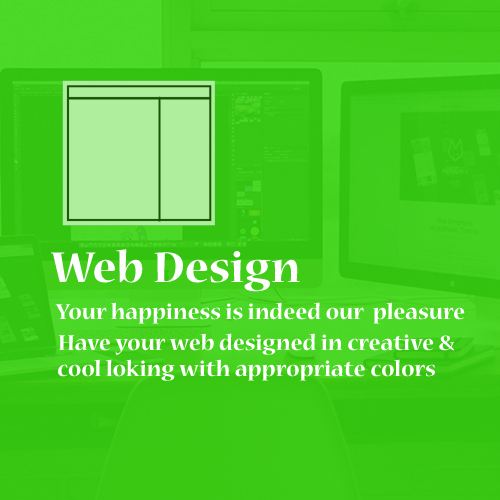 Web Design
Your happiness is indeed our pleasure
Have your web designed in creative &
cool loking with appropriate colors